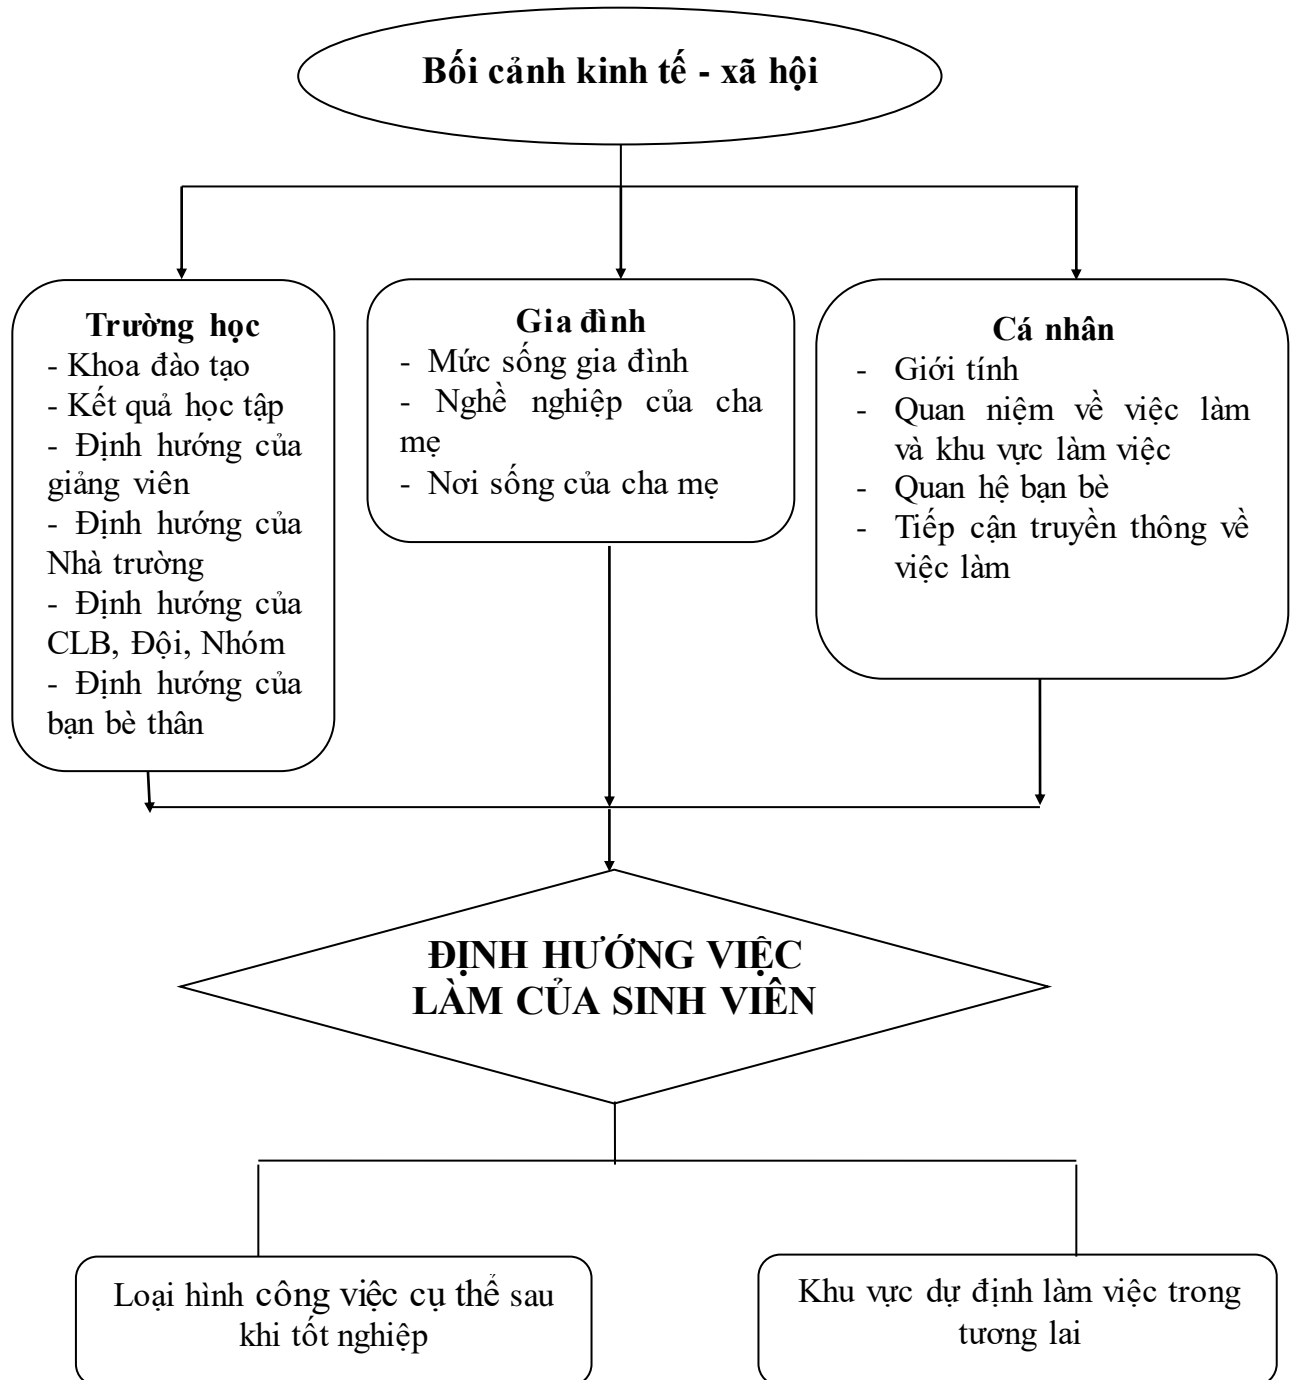 Bối cảnh kinh tế - xã hội
Trường học
- Khoa đào tạo
- Kết quả học tập
- Định hướng của
giảng viên
- Định hướng của
Nhà trường
- Định hướng của
CLB, Đội, Nhóm
- Định hướng của
bạn bè thân
Gia đình
- Mức sống gia đình
- Nghề nghiệp của cha
mẹ
- Nơi sống của cha mẹ
Cá nhân
- Giới tính
- Quan niệm về việc làm
và khu vực làm việc
- Quan hệ bạn bè
- Tiếp cận truyền thông về
việc làm
ĐỊNH HƯỚNG VIỆC
LÀM CỦA SINH VIÊN
Loại hình công việc cụ thể sau
khi tốt nghiệp
Khu vực dự định làm việc trong
tương lai